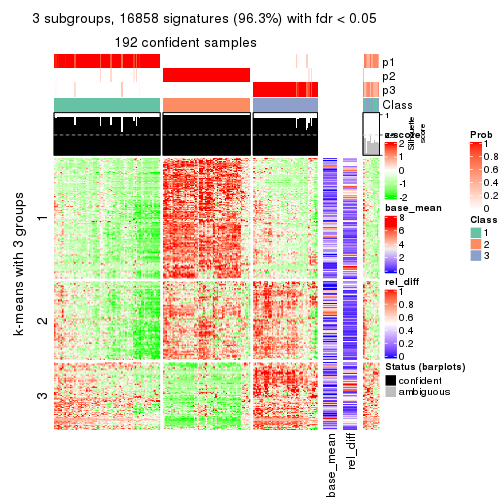 3 subgroups, 16858 signatures (96.3%) with fdr < 0.05
192 confident samples
p1
p2
p3
Class
1
Silhouette
score
z-score
2
1
0
-1
-2
base_mean
8
6
4
2
0
rel_diff
1
0.8
0.6
0.4
0.2
0
Status (barplots)
confident
ambiguous
Prob
1
0.8
0.6
0.4
0.2
0
Class
1
2
3
k-means with 3 groups
1
2
3
base_mean
rel_diff